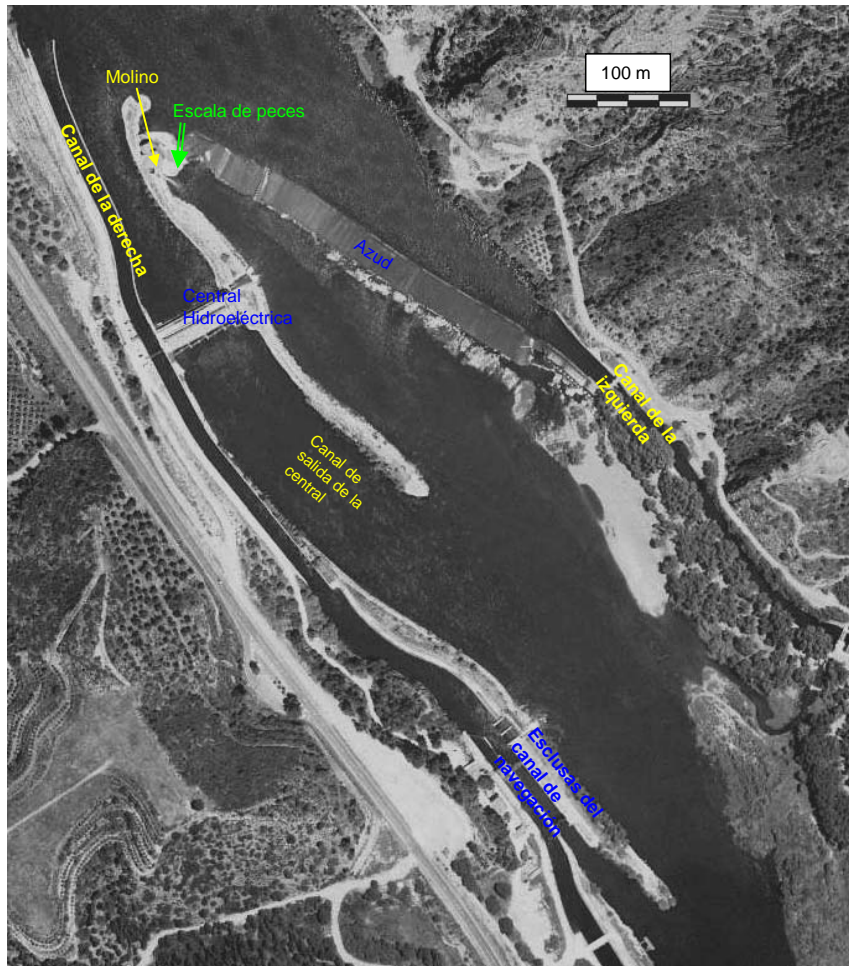 100 m
Molino
Escala de peces
Canal de la derecha
Azud
Central
Hidroeléctrica
Canal de la
izquierda
Canal de
salida de la
central
Esclusas del
canal de
navegación